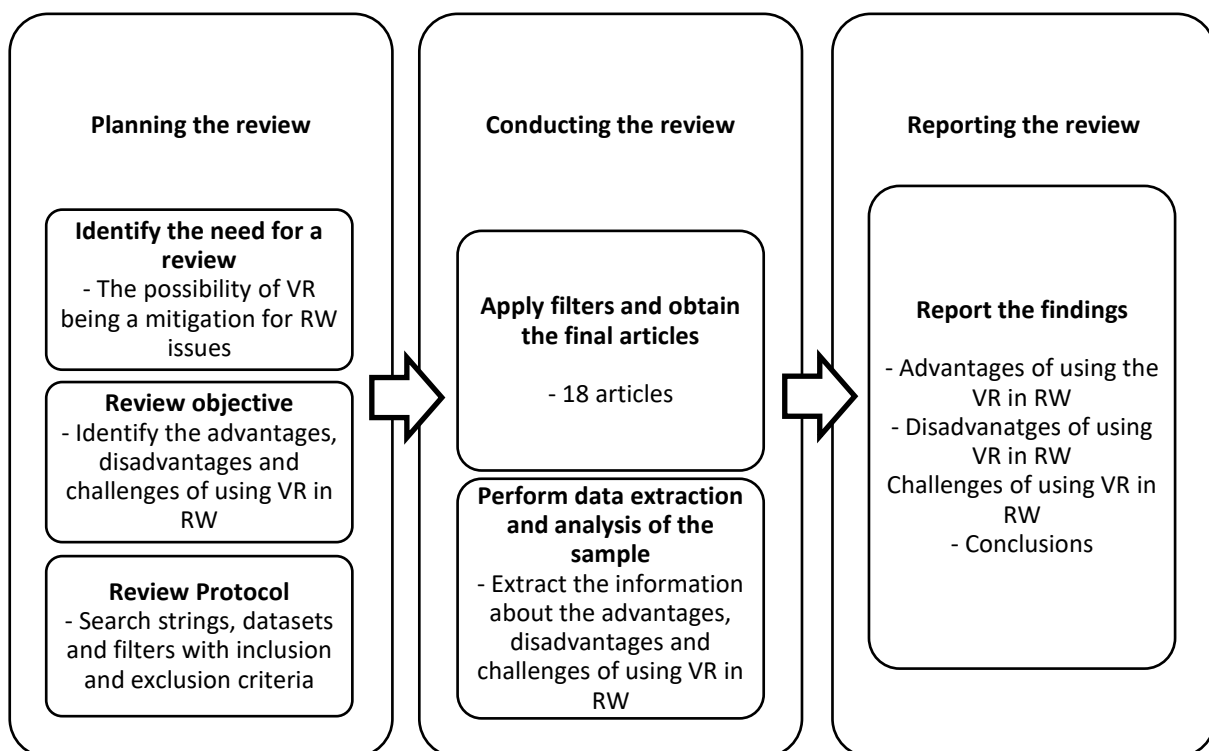 Planning the review
Identify the need for a
review
- The possibility of VR
being a mitigation for RW
issues
Review objective
- Identify the advantages,
disadvantages and
challenges of using VR in
RW
Review Protocol
- Search strings, datasets
and filters with inclusion
and exclusion criteria
Conducting the review
Apply filters and obtain
the final articles
- 18 articles
Perform data extraction
and analysis of the
sample
- Extract the information
about the advantages,
disadvantages and
challenges of using VR in
RW
Reporting the review
Report the findings
- Advantages of using the
VR in RW
- Disadvanatges of using
VR in RW
Challenges of using VR in
RW
- Conclusions